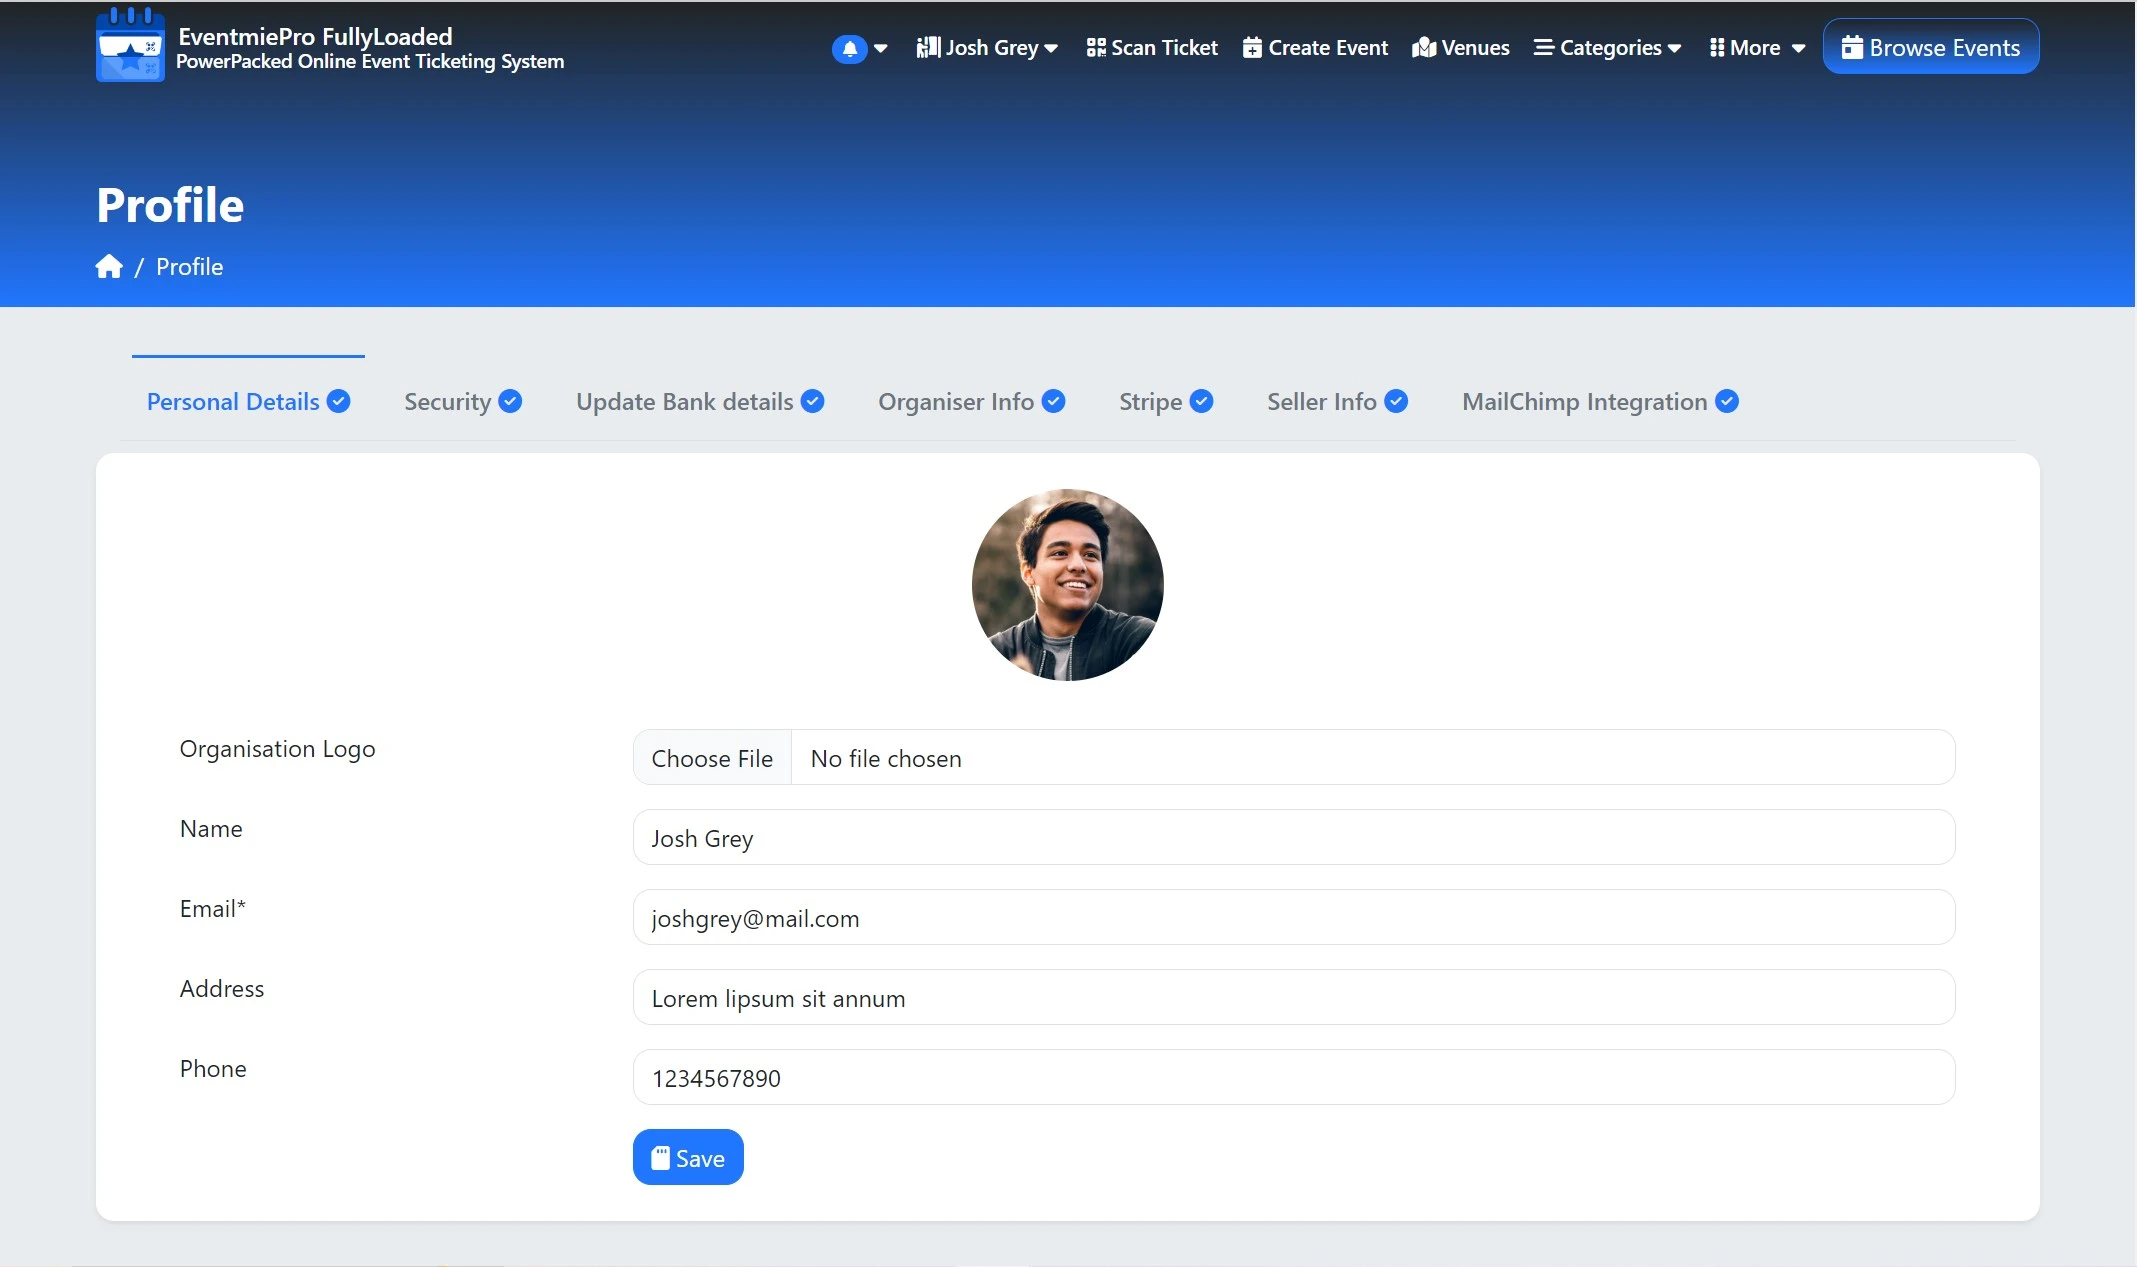 EventmiePro FullyLoaded
PowerPacked Online Event Ticketing System
Josh Grey
Scan Ticket
Create Event
Venues
Categories
More
Browse Events
Profile
/ Profile
Personal Details
Security
Update Bank details
Organiser Info
Stripe
Seller Info
MailChimp Integration
Organisation Logo
Choose File
No file chosen
Name
Josh Grey
Email*
joshgrey@mail.com
Address
Lorem lipsum sit annum
Phone
1234567890
Save